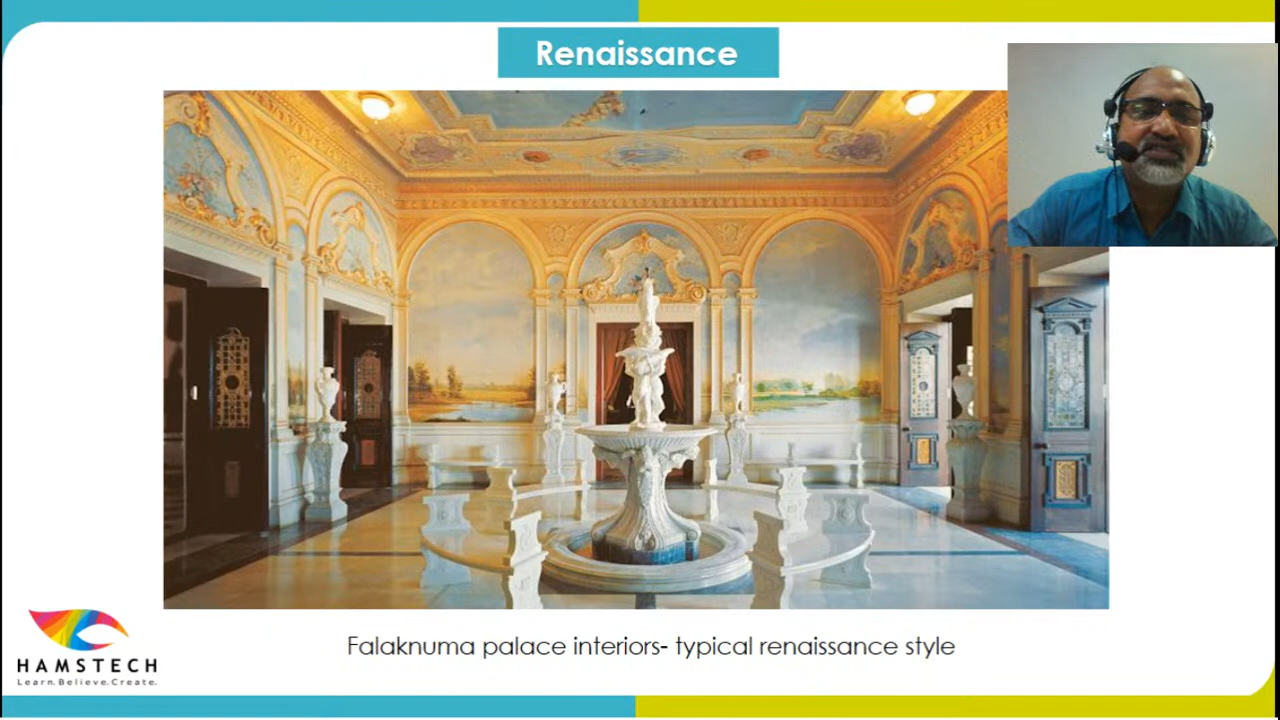 Renaissance
Falaknuma palace interiors- typical renaissance style
HAMSTECH
Learn.Believe.Create.